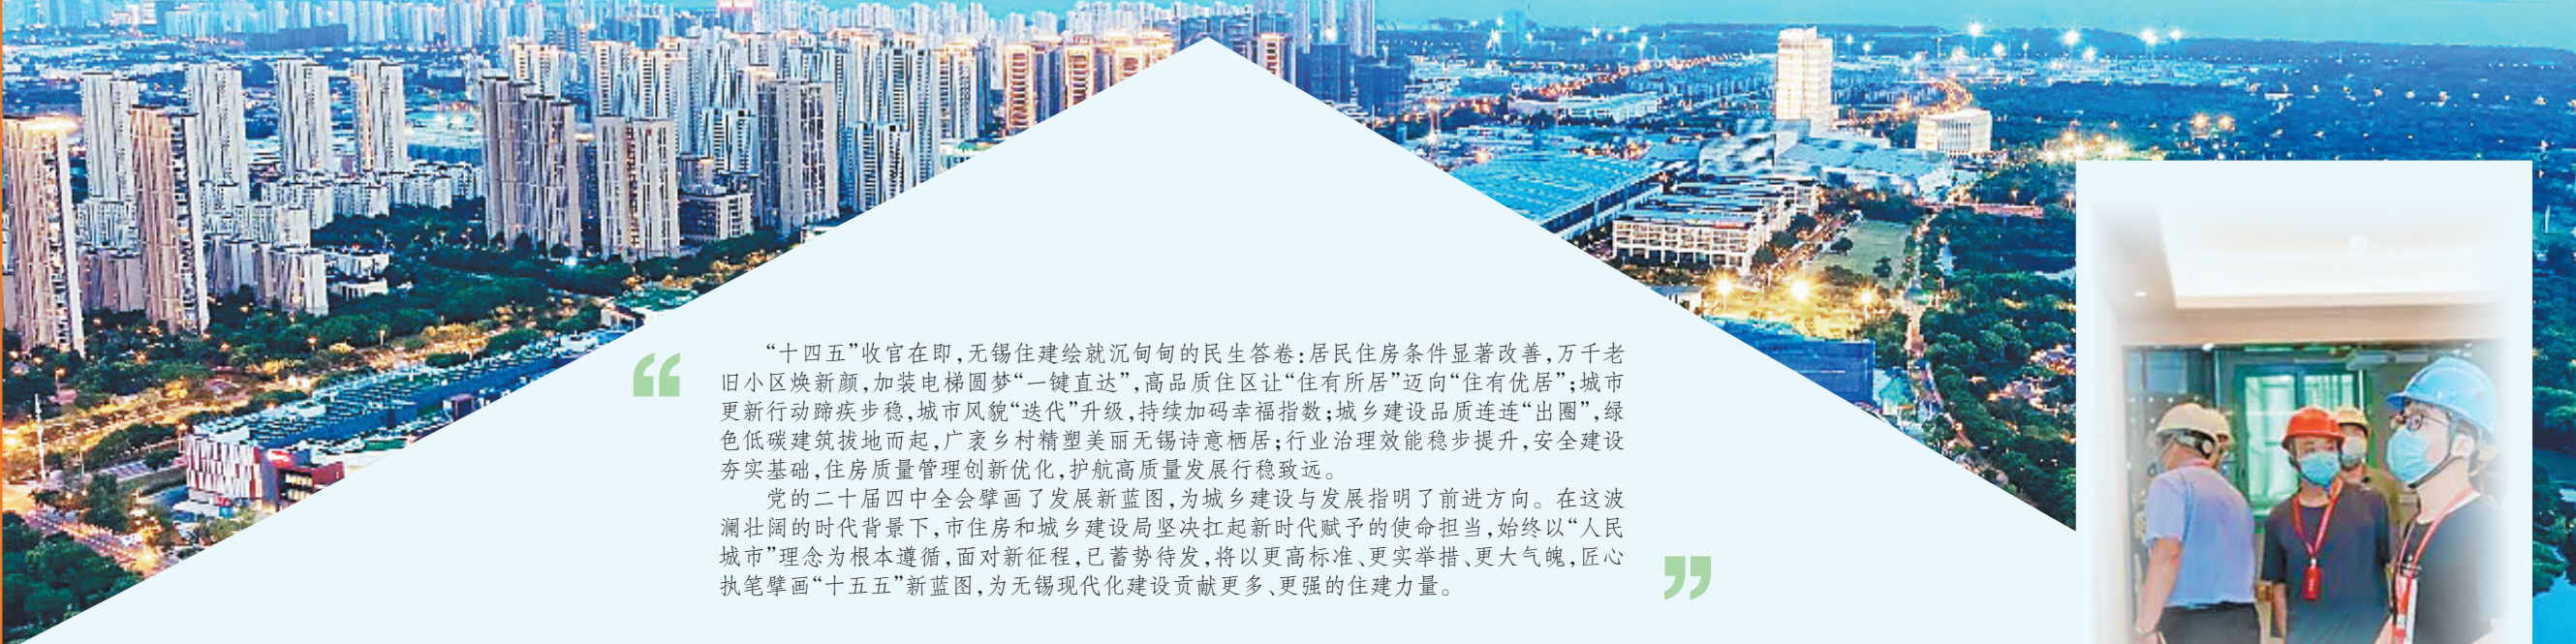 “十四五”收官在即，无锡住建绘就沉甸甸的民生答卷：居民住房条件显著改善，万千老
旧小区焕新颜，加装电梯圆梦“一键直达”，高品质住区让“住有所居”迈向“住有优居”；城市
更新行动蹄疾步稳，城市风貌“迭代”升级，持续加码幸福指数；城乡建设品质连连“出圈”，绿
色低碳建筑拔地而起，广袤乡村精塑美丽无锡诗意栖居；行业治理效能稳步提升，安全建设
夯实基础，住房质量管理创新优化，护航高质量发展行稳致远。
党的二十届四中全会擘画了发展新蓝图，为城乡建设与发展指明了前进方向。在这波
澜壮阔的时代背景下，市住房和城乡建设局坚决扛起新时代赋予的使命担当，始终以“人民
城市”理念为根本遵循，面对新征程，已蓄势待发，将以更高标准、更实举措、更大气魄，匠心
执笔擘画“十五五”新蓝图，为无锡现代化建设贡献更多、更强的住建力量。